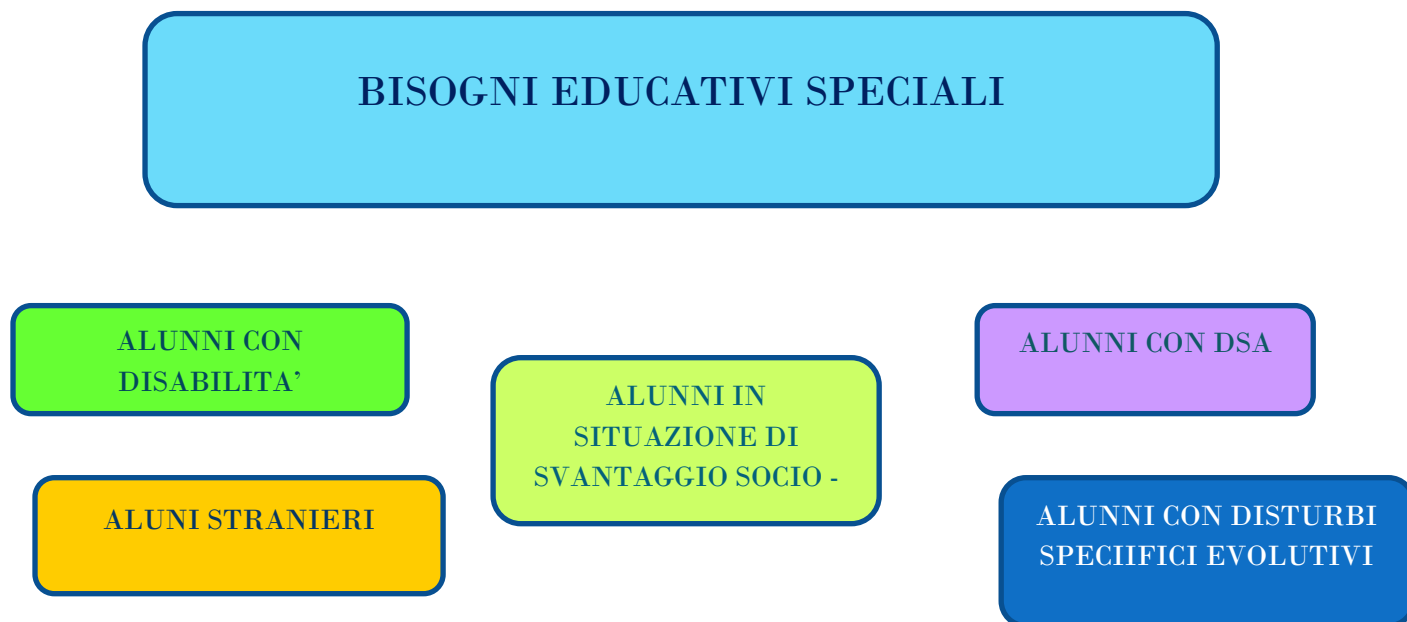 BISOGNI EDUCATIVI SPECIALI
ALUNNI CON
DISABILITA’
ALUNNI IN
SITUAZIONE DI
SVANTAGGIO SOCIO -
ALUNNI CON DSA
ALUNI STRANIERI
ALUNNI CON DISTURBI
SPECIIFICI EVOLUTIVI